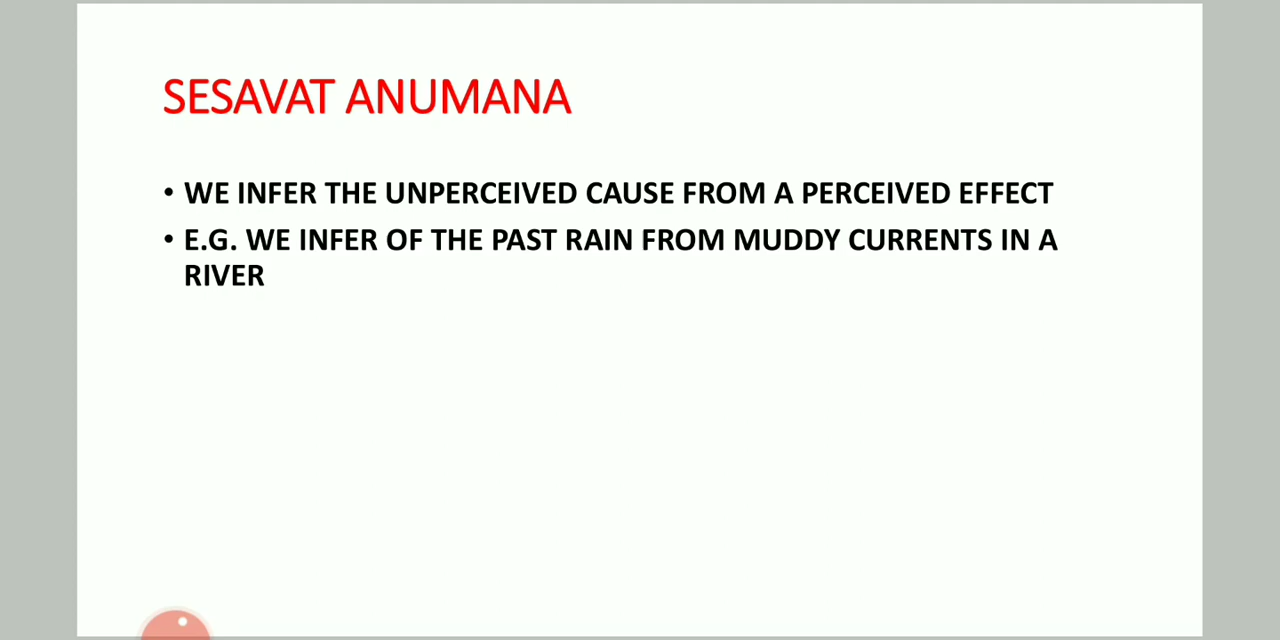 SESAVAT ANUMANA
• WE INFER THE UNPERCEIVED CAUSE FROM A PERCEIVED EFFECT
• E.G. WE INFER OF THE PAST RAIN FROM MUDDY CURRENTS IN A
RIVER